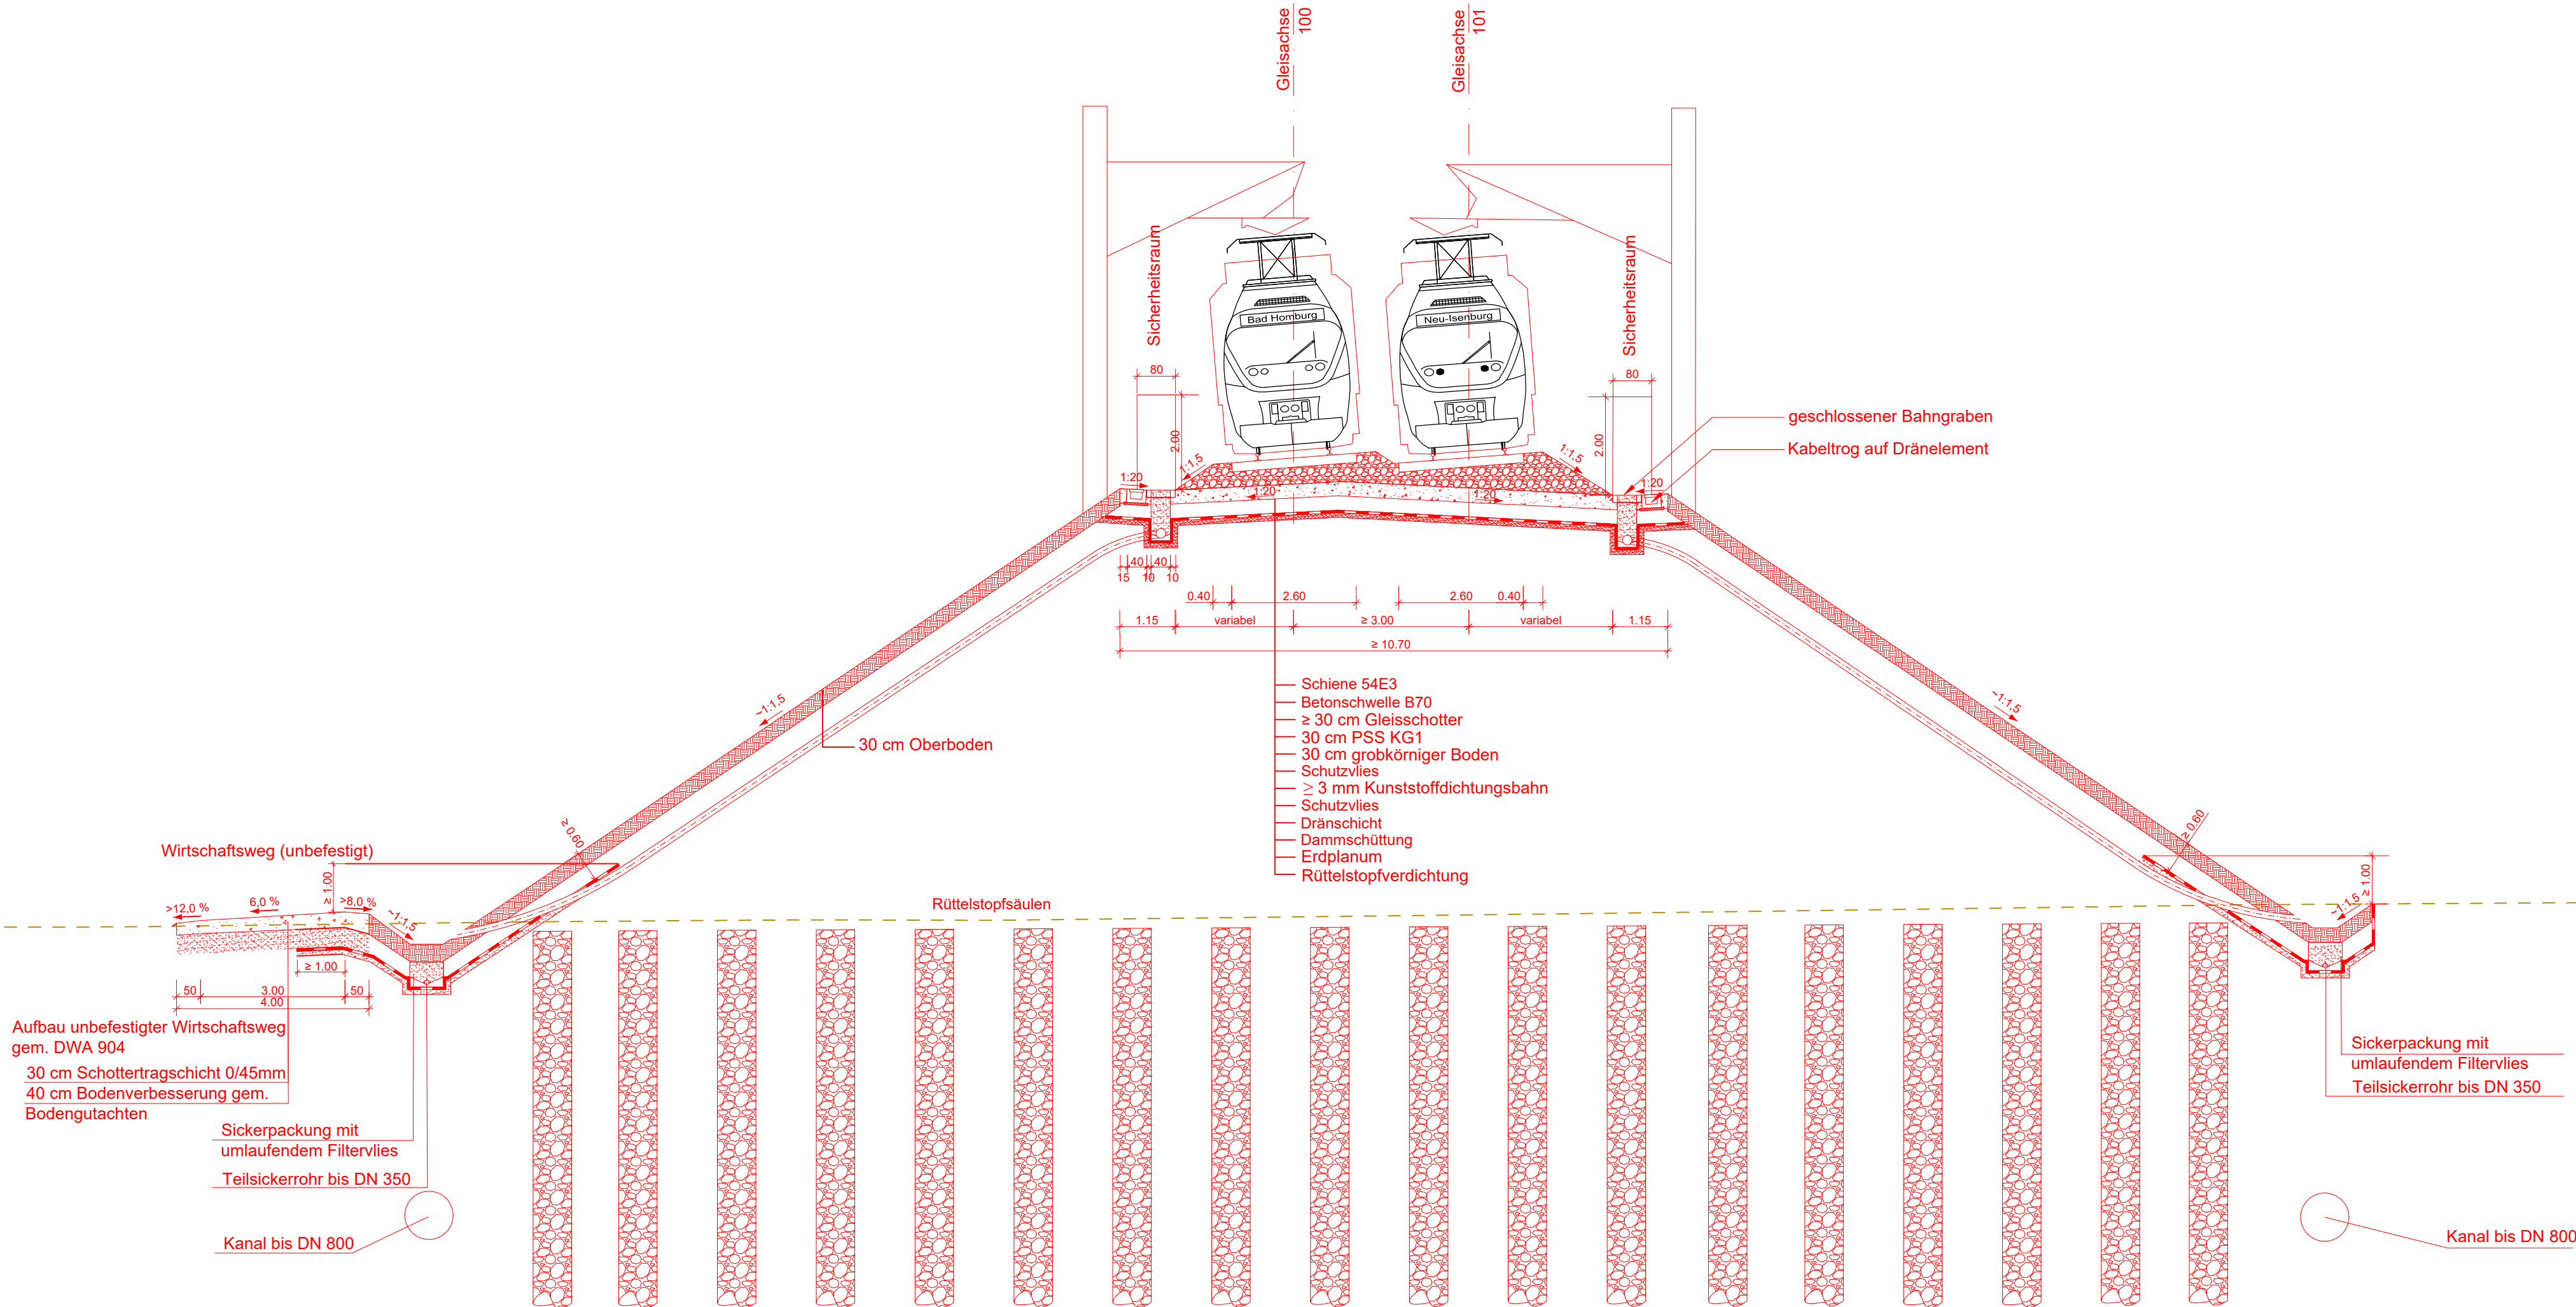 Gleisachse
100
Gleisachse
101
Sicherheitsraum
Sicherheitsraum
Bad Homburg
Neu-Isenburg
80
80
2.00
2.00
geschlossener Bahngraben
Kabeltrog auf Dränelement
1:1,5
1:1,5
1:20
1:20
1:20
1:20
15
40
10
40
10
0.40
2.60
2.60
0.40
1.15
variabel
≥ 3.00
variabel
1.15
≥ 10.70
Schiene 54E3
Betonschwelle B70
≥ 30 cm Gleisschotter
30 cm PSS KG1
30 cm grobkörniger Boden
Schutzvlies
≥ 3 mm Kunststoffdichtungsbahn
Schutzvlies
Dränschicht
Dammschüttung
Erdplanum
Rüttelstopfverdichtung
~1:1,5
~1:1,5
30 cm Oberboden
≥ 0.60
≥ 0.60
Wirtschaftsweg (unbefestigt)
≥ 1.00
≥ 1.00
>12,0 %
6,0 %
>8,0 %
~1:1,5
~1:1,5
Rüttelstopfsäulen
≥ 1.00
50
3.00
50
4.00
Aufbau unbefestigter Wirtschaftsweg
gem. DWA 904
30 cm Schottertragschicht 0/45mm
40 cm Bodenverbesserung gem.
Bodengutachten
Sickerpackung mit
umlaufendem Filtervlies
Teilsickerrohr bis DN 350
Kanal bis DN 800
Sickerpackung mit
umlaufendem Filtervlies
Teilsickerrohr bis DN 350
Kanal bis DN 800